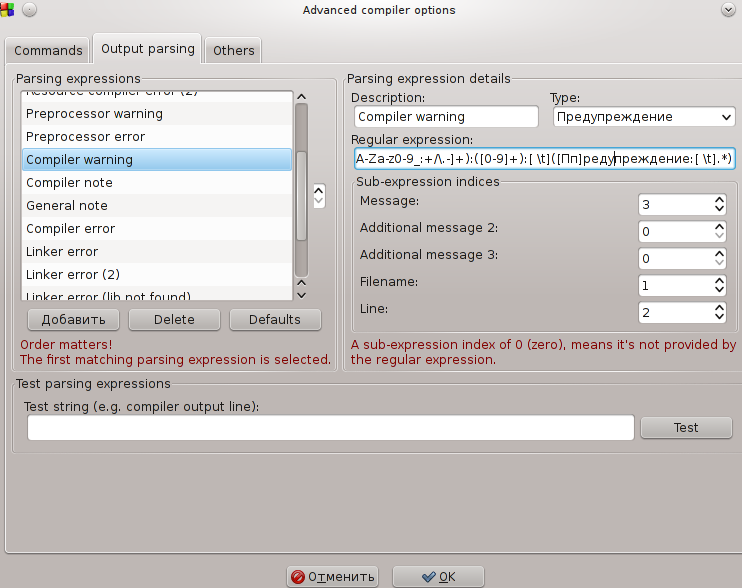 Advanced compiler options
Commands
Output parsing
Others
Parsing expressions
Resource compiler error (2)
Preprocessor warning
Preprocessor error
Compiler warning
Compiler note
General note
Compiler error
Linker error
Linker error (2)
Linker error (lib not found)
Добавить
Delete
Defaults
Order matters!
The first matching parsing expression is selected.
Parsing expression details
Description:
Type:
Compiler warning
Предупреждение
Regular expression:
A-Za-z0-9_:+/\.-]+):([0-9]+):[ \t]([Пп]редупреждение:[ \t].*)
Sub-expression indices
Message:
3
Additional message 2:
0
Additional message 3:
0
Filename:
1
Line:
2
A sub-expression index of 0 (zero), means it's not provided by
the regular expression.
Test parsing expressions
Test string (e.g. compiler output line):
Test
Отменить
OK